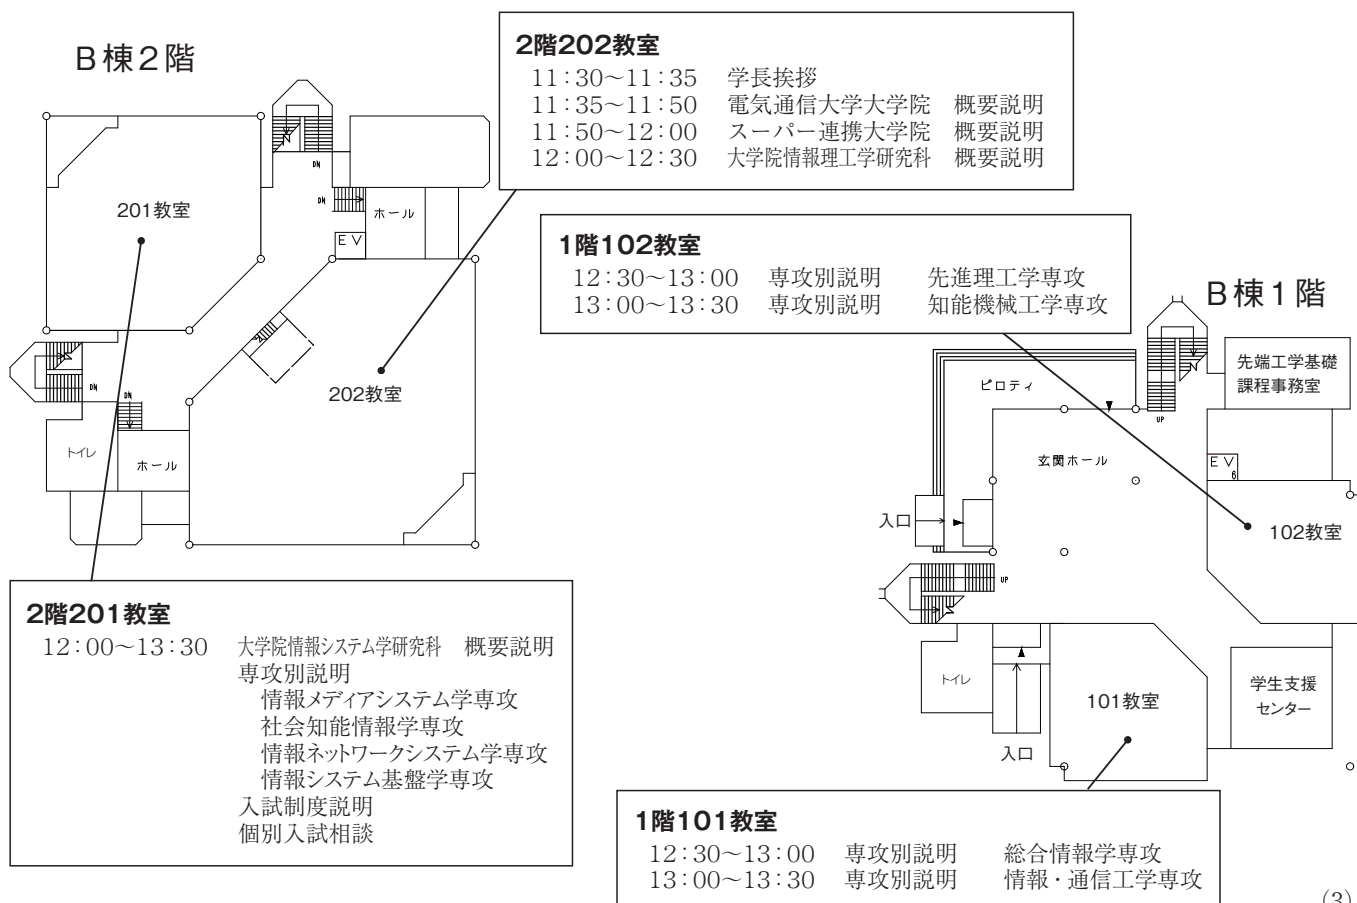 B棟2階
2階202教室
11:30～11:35 学長挨拶
11:35～11:50 電気通信大学大学院 概要説明
11:50～12:00 スーパー連携大学院 概要説明
12:00～12:30 大学院情報理工学研究科 概要説明
DN
DN
ホール
EV
201教室
202教室
DN
DN
トイレ
ホール
1階102教室
12:30～13:00 専攻別説明 先進理工学専攻
13:00～13:30 専攻別説明 知能機械工学専攻
B棟1階
先端工学基礎
課程事務室
ピロティ
UP
玄関ホール
EV
6
入口
102教室
UP
トイレ
101教室
学生支援
センター
入口
2階201教室
12:00～13:30 大学院情報システム学研究科 概要説明
専攻別説明
情報メディアシステム学専攻
社会知能情報学専攻
情報ネットワークシステム学専攻
情報システム基盤学専攻
入試制度説明
個別入試相談
1階101教室
12:30～13:00 専攻別説明 総合情報学専攻
13:00～13:30 専攻別説明 情報・通信工学専攻
(3)